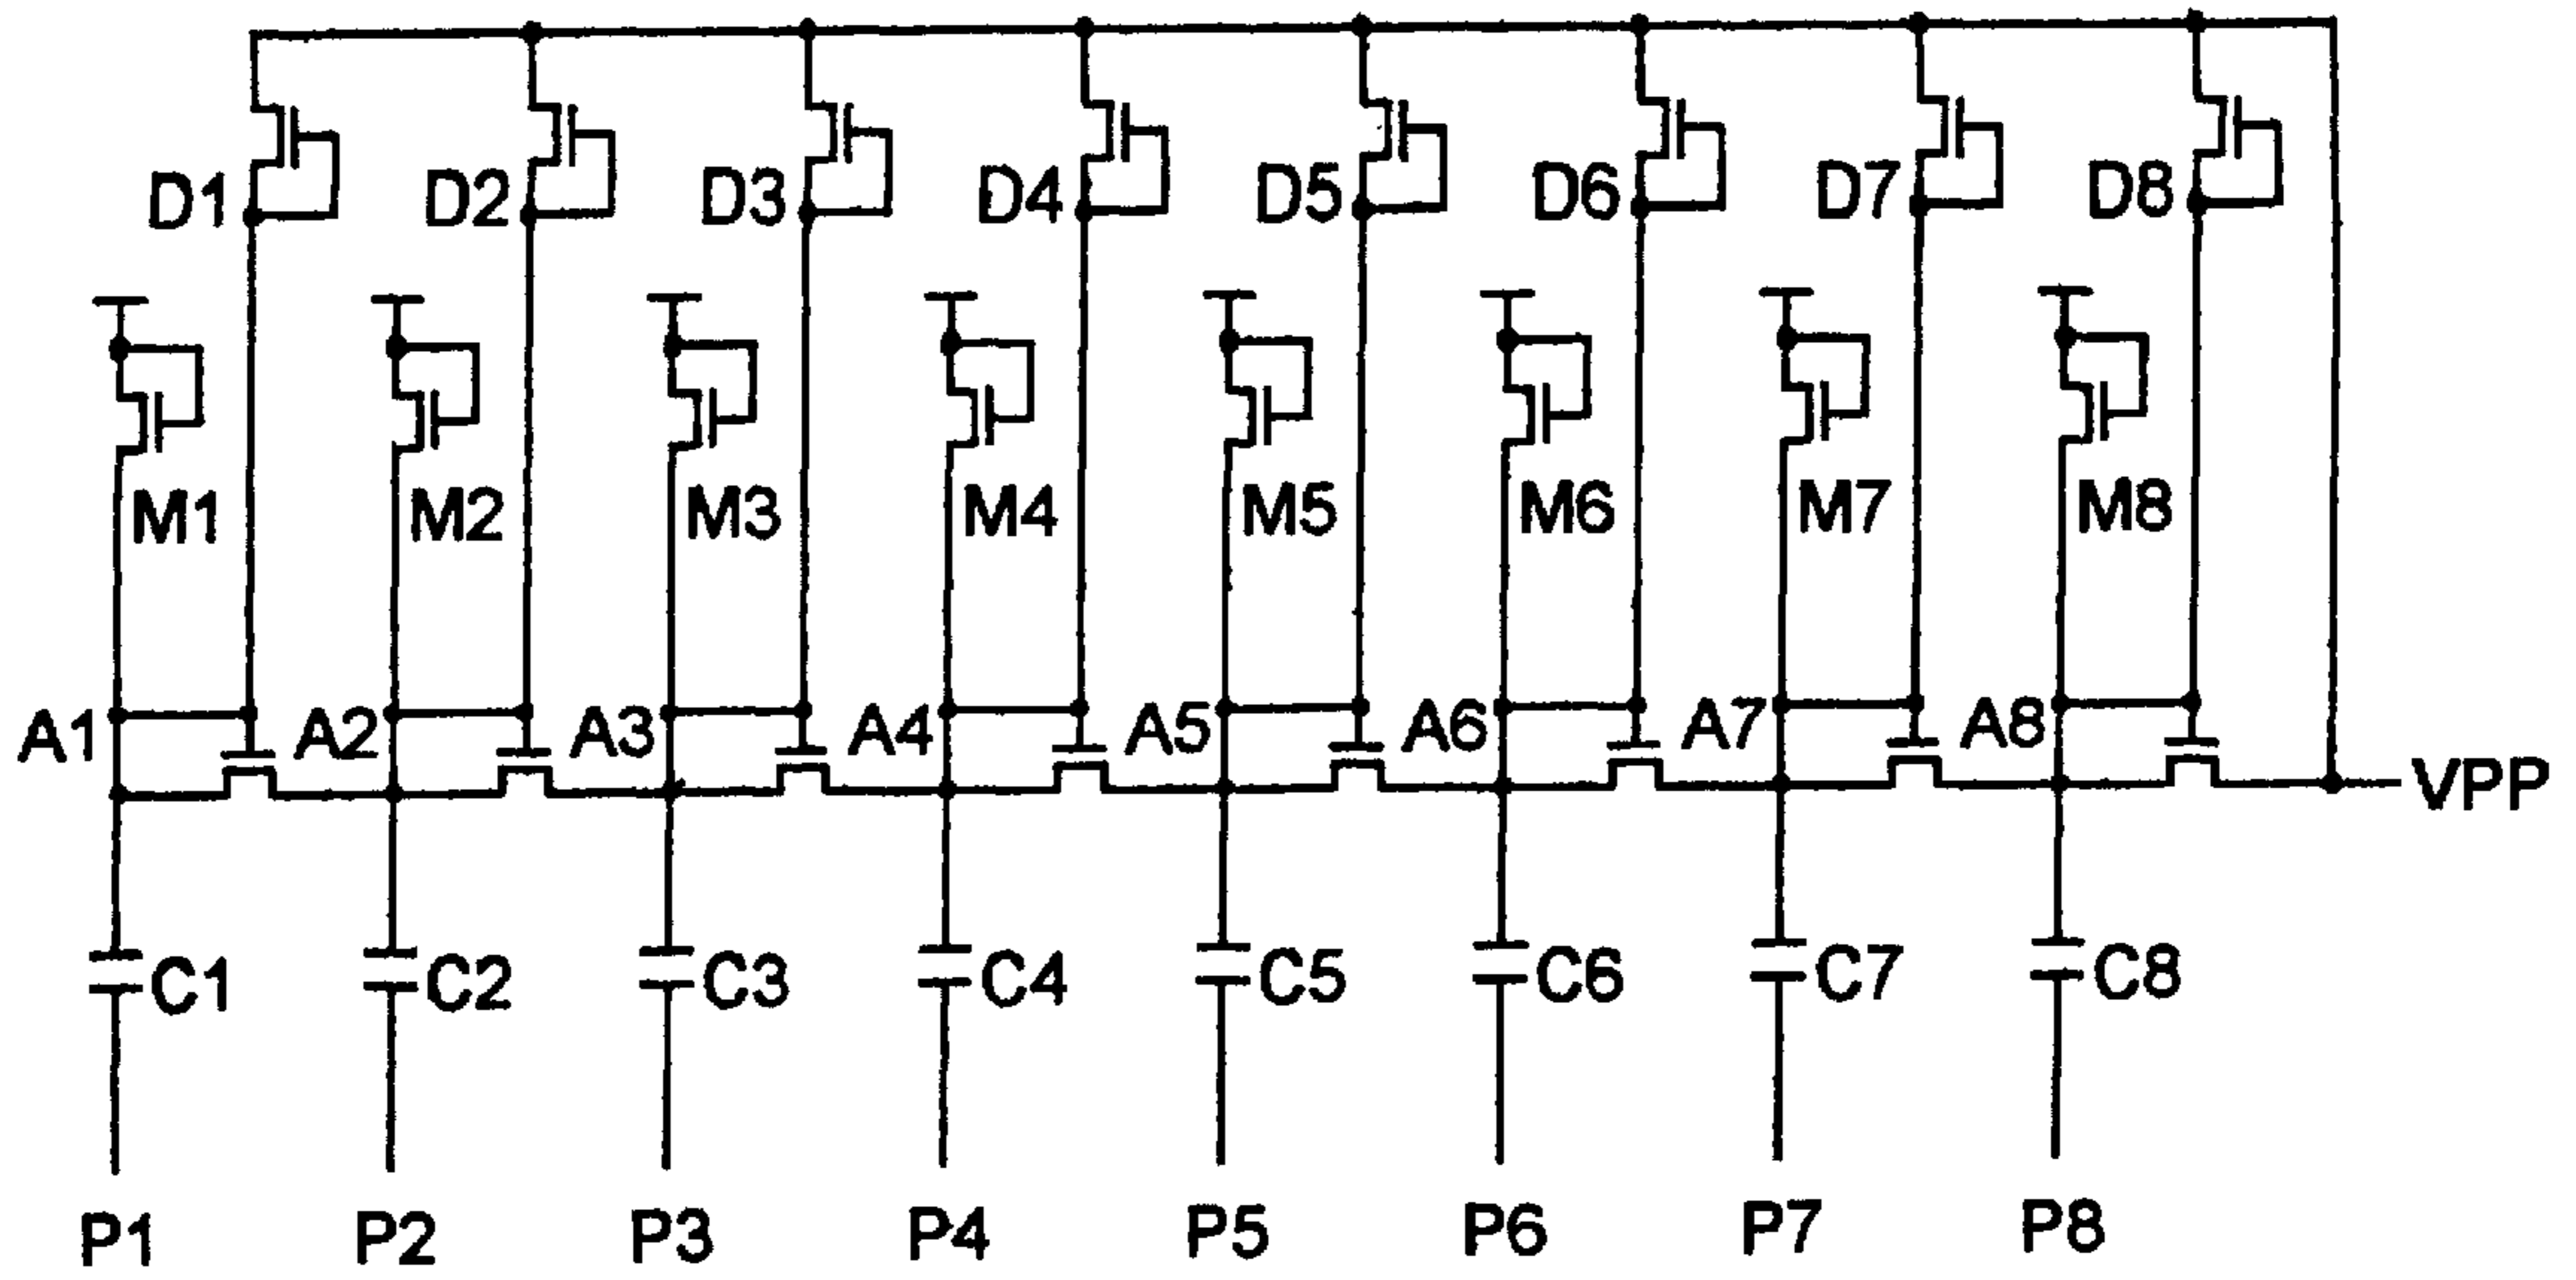 D1 D2 D3 D4 D5 D6 D7 D8
M1 M2 M3 M4 M5 M6 M7 M8
A1 A2 A3 A4 A5 A6 A7 A8
VPP
C1 C2 C3 C4 C5 C6 C7 C8
P1 P2 P3 P4 P5 P6 P7 P8